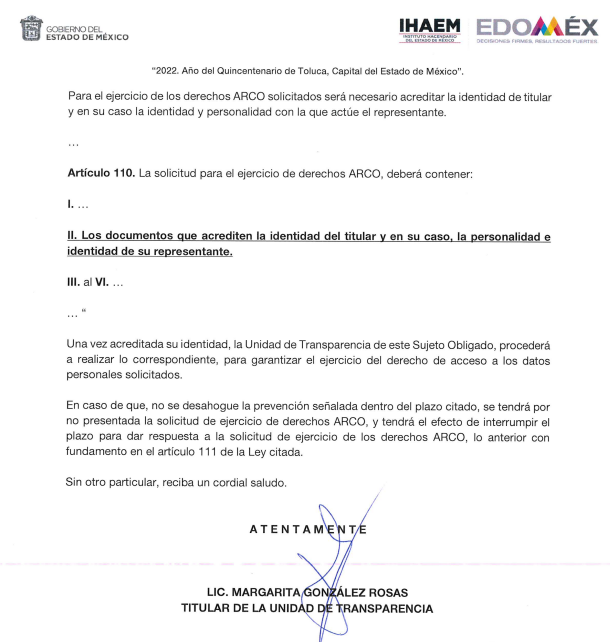 GOBIERNO DEL
ESTADO DE MÉXICO
IHAEM
INSTITUTO HACENDARIO
DEL ESTADO DE MÉXICO
EDOMÉX
DECISIONES FIRMES, RESULTADOS FUERTES
“2022. Año del Quincentenario de Toluca, Capital del Estado de México”.
Para el ejercicio de los derechos ARCO solicitados será necesario acreditar la identidad de titular
y en su caso la identidad y personalidad con la que actúe el representante.
...
Artículo 110. La solicitud para el ejercicio de derechos ARCO, deberá contener:
I. ...
II. Los documentos que acrediten la identidad del titular y en su caso, la personalidad e
identidad de su representante.
III. al VI. ...
... “
Una vez acreditada su identidad, la Unidad de Transparencia de este Sujeto Obligado, procederá
a realizar lo correspondiente, para garantizar el ejercicio del derecho de acceso a los datos
personales solicitados.
En caso de que, no se desahogue la prevención señalada dentro del plazo citado, se tendrá por
no presentada la solicitud de ejercicio de derechos ARCO, y tendrá el efecto de interrumpir el
plazo para dar respuesta a la solicitud de ejercicio de los derechos ARCO, lo anterior con
fundamento en el artículo 111 de la Ley citada.
Sin otro particular, reciba un cordial saludo.
A T E N T A M E N T E
LIC. MARGARITA GONZÁLEZ ROSAS
TITULAR DE LA UNIDAD DE TRANSPARENCIA